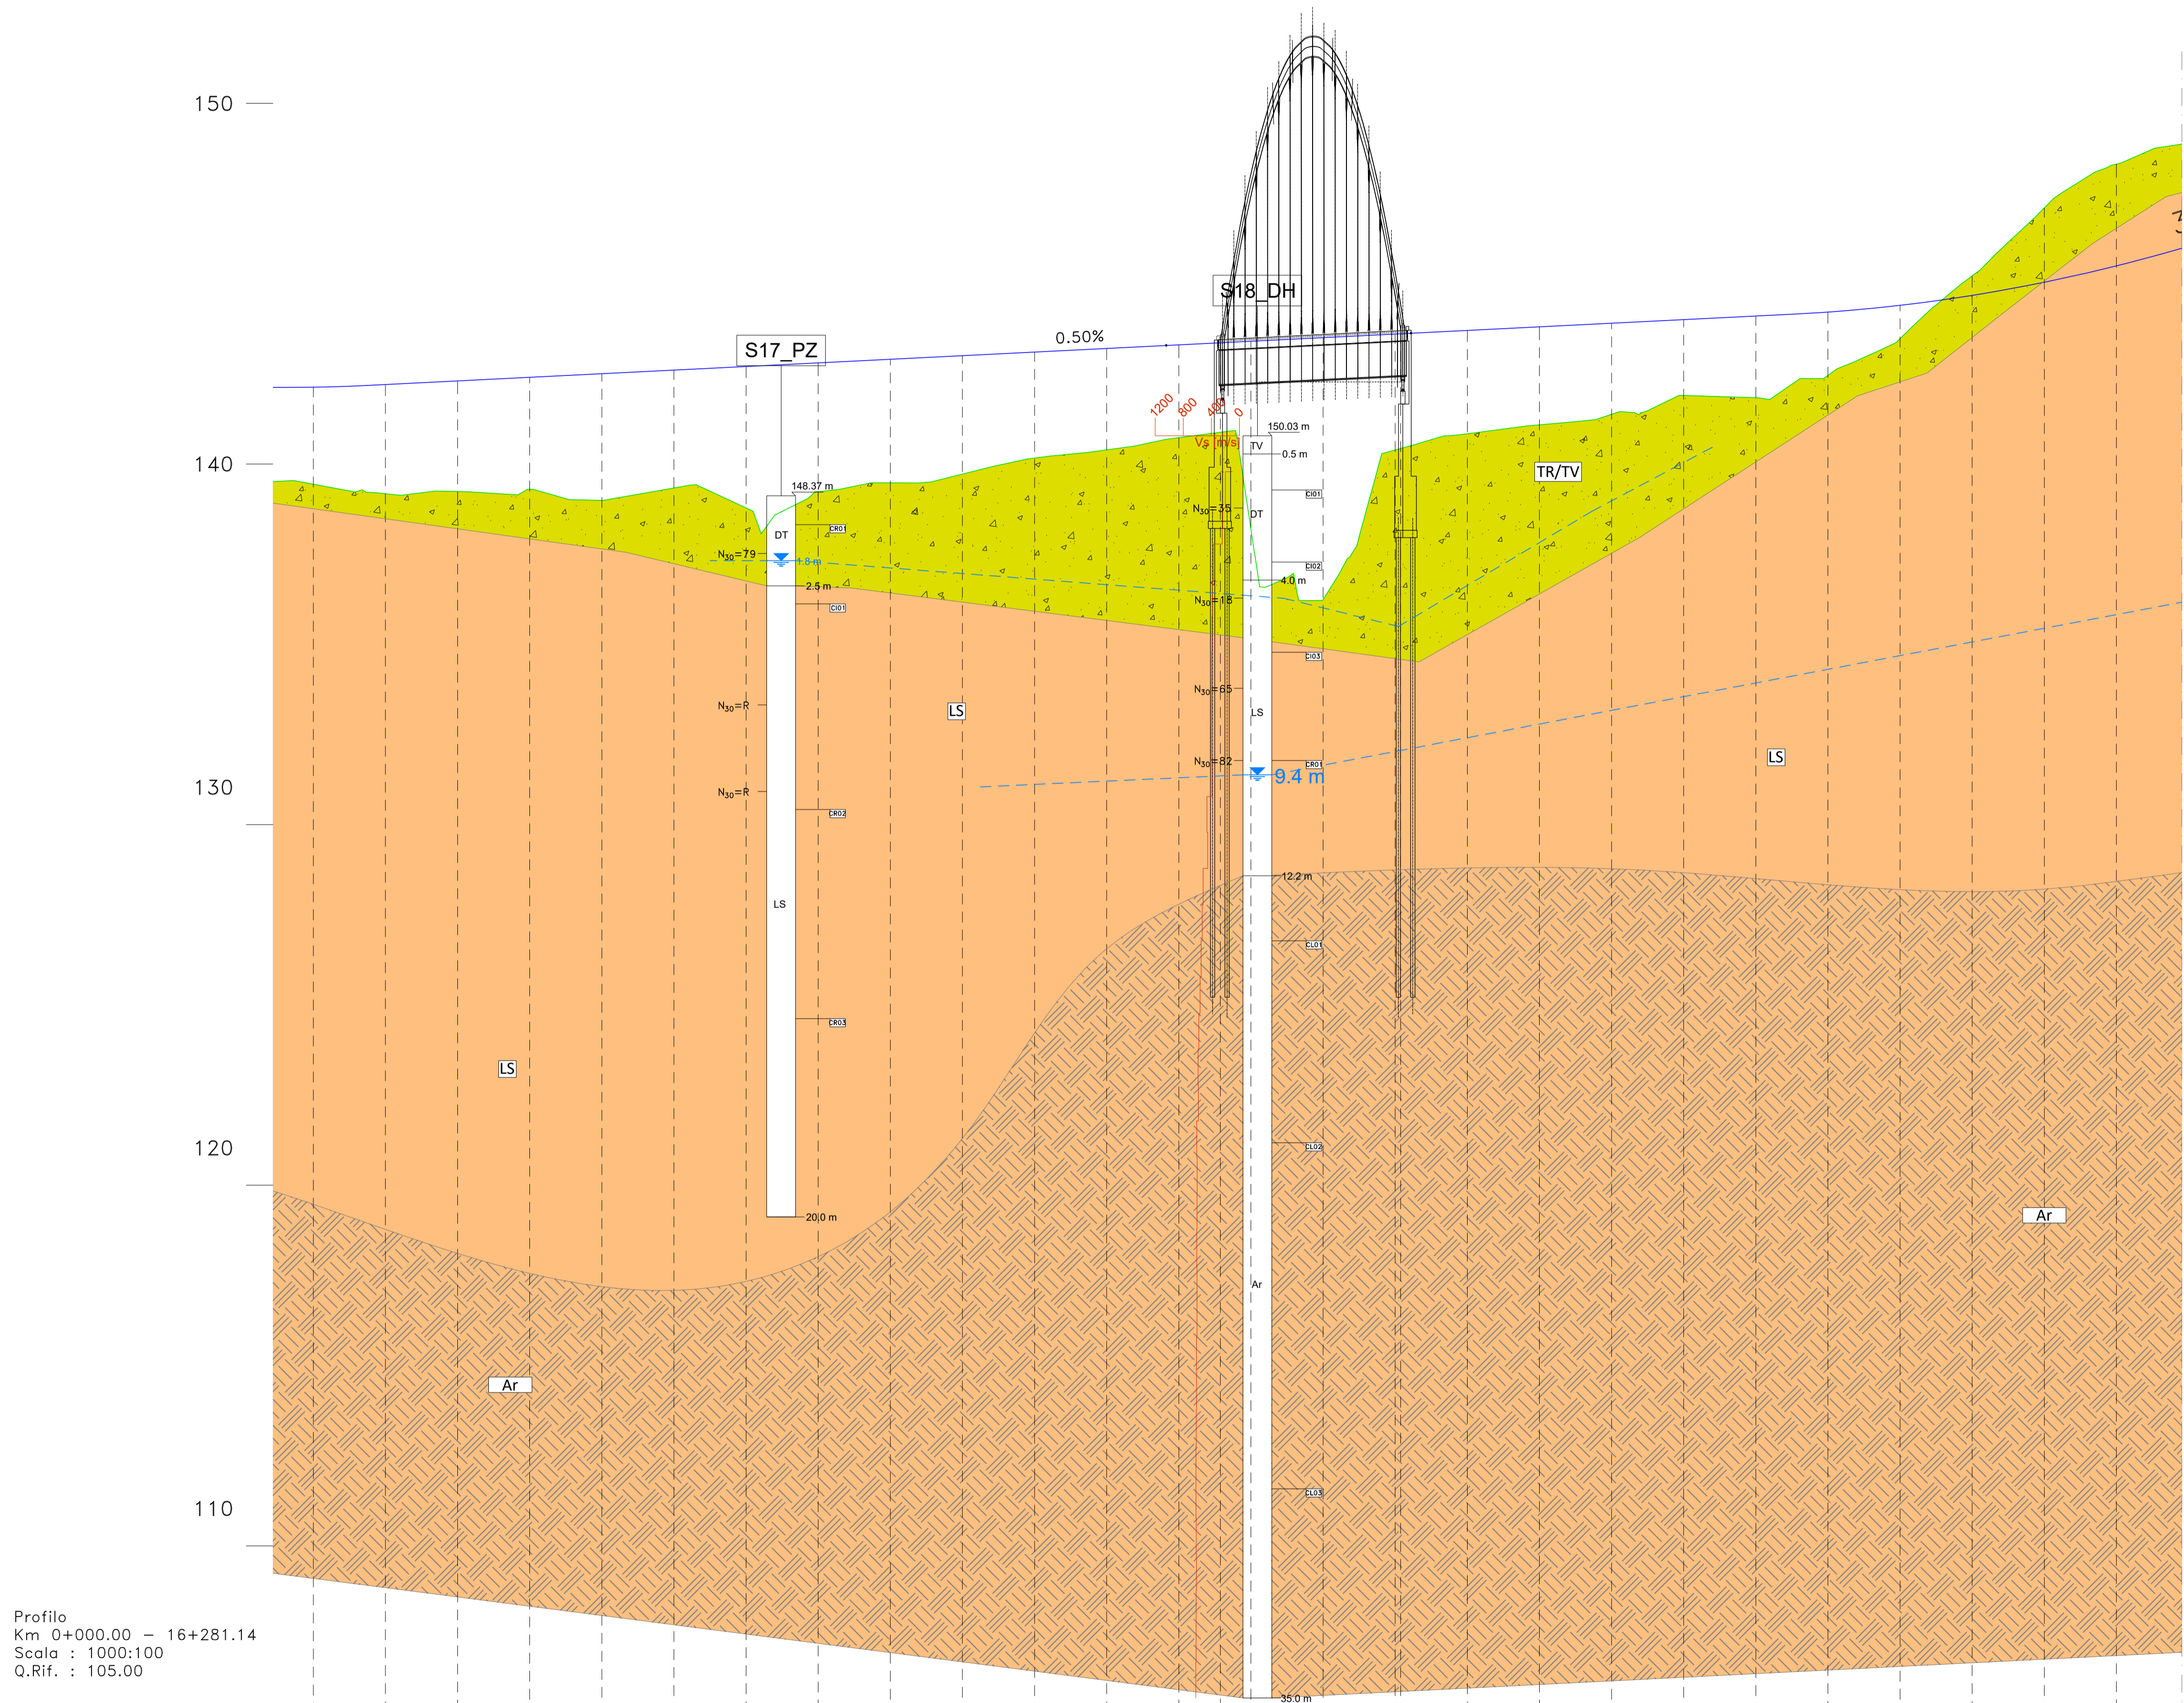 150
S18_DH
0.50%
S17_PZ
1200
800
400
0
150.03 m
Vs [m/s]
TV
0.5 m
140
TR/TV
148.37 m
CI01
N30=35
DT
CR01
DT
N30=79
1.8 m
CI02
4.0 m
2.5 m
N30=18
CI01
CI03
N30=65
N30=R
LS
LS
LS
N30=82
CR01
9.4 m
130
N30=R
CR02
12.2 m
LS
CL01
CR03
LS
120
CL02
20.0 m
Ar
Ar
Ar
110
CL03
Profilo
Km 0+000.00 – 16+281.14
Scala : 1000:100
Q.Rif. : 105.00
35.0 m